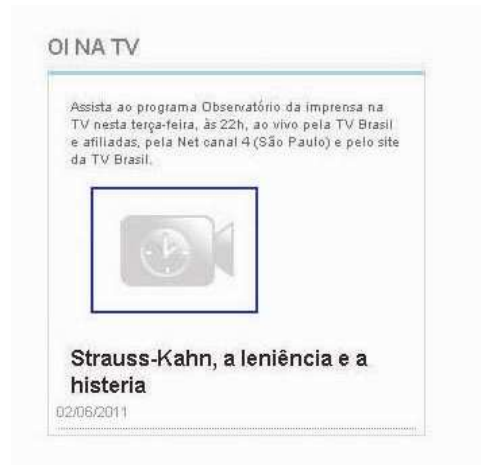 OI NA TV
Assista ao programa Observatório da imprensa na
TV nesta terça-feira, às 22h, ao vivo pela TV Brasil
e afiliadas, pela Net canal 4 (São Paulo) e pelo site
da TV Brasil.
Strauss-Kahn, a leniência e a
histeria
02/06/2011